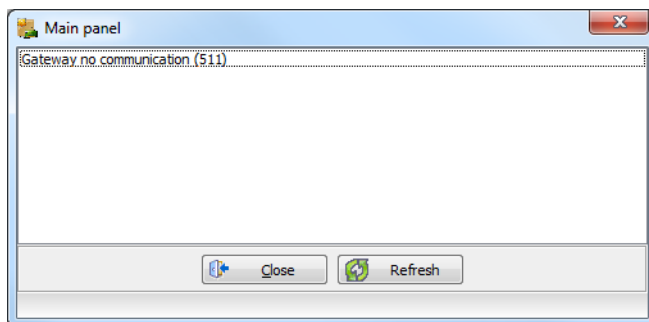 Main panel
Gateway no communication (511)
Close
Refresh